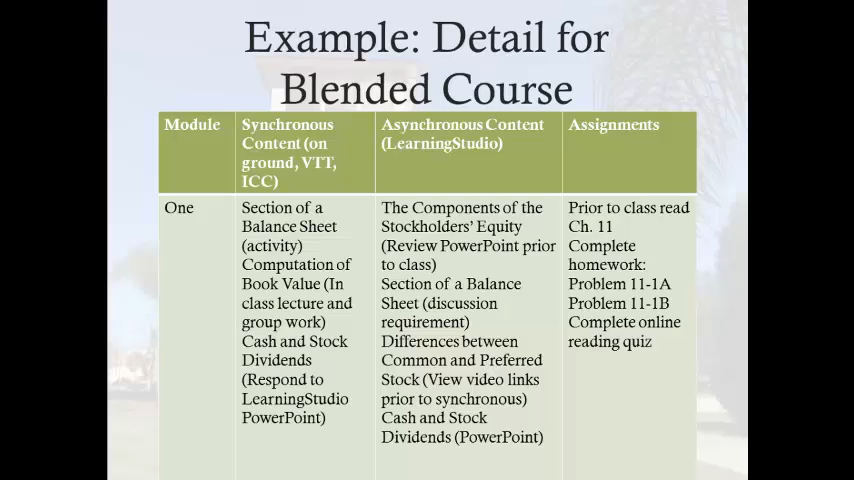 Example: Detail for
Blended Course
Module
Synchronous
Content (on
ground, VTT,
ICC)
Asynchronous Content
(LearningStudio)
Assignments
One
Section of a
Balance Sheet
(activity)
Computation of
Book Value (In
class lecture and
group work)
Cash and Stock
Dividends
(Respond to
LearningStudio
PowerPoint)
The Components of the
Stockholders’ Equity
(Review PowerPoint prior
to class)
Section of a Balance
Sheet (discussion
requirement)
Differences between
Common and Preferred
Stock (View video links
prior to synchronous)
Cash and Stock
Dividends (PowerPoint)
Prior to class read
Ch. 11
Complete
homework:
Problem 11-1A
Problem 11-1B
Complete online
reading quiz